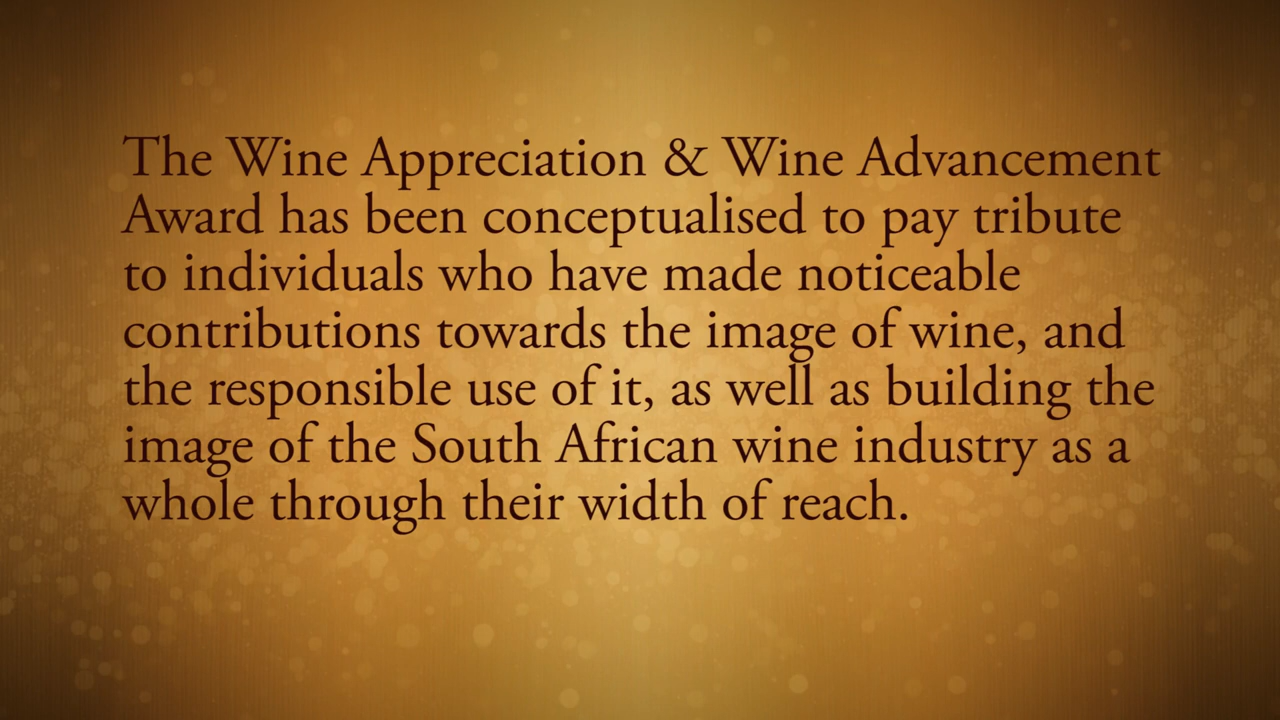 The Wine Appreciation & Wine Advancement
Award has been conceptualised to pay tribute
to individuals who have made noticeable
contributions towards the image of wine, and
the responsible use of it, as well as building the
image of the South African wine industry as a
whole through their width of reach.